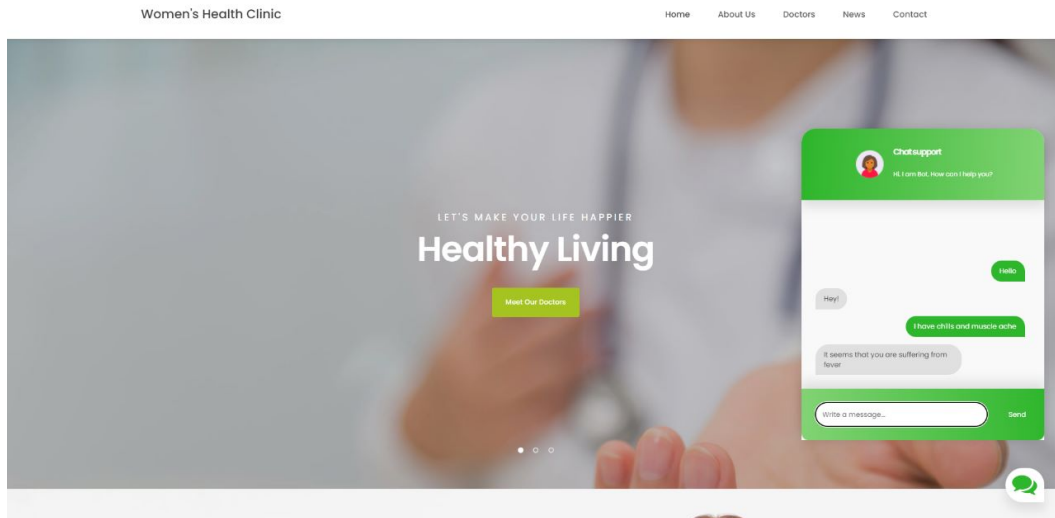 Women's Health Clinic
Home About Us Doctors News Contact
LET'S MAKE YOUR LIFE HAPPIER
Healthy Living
Meet Our Doctors
Chatsupport
Hi. I am Bot. How can I help you?
Hello
Hey!
I have chills and muscle ache
It seems that you are suffering from
fever
Write a message...
Send